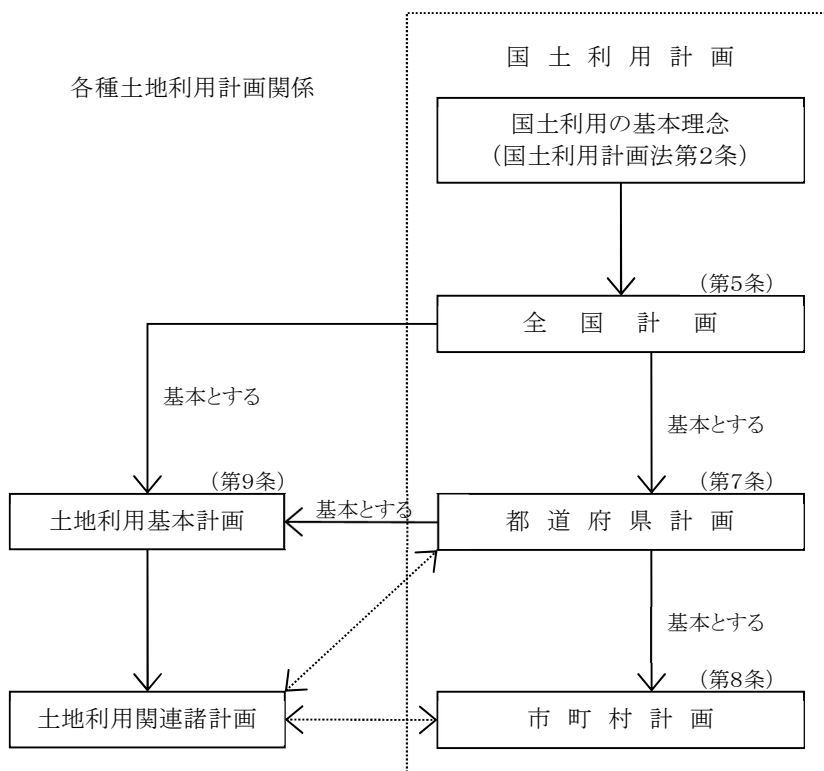 国土利用計画
各種土地利用計画関係
国土利用の基本理念
（国土利用計画法第2条）
（第5条）
全国計画
基本とする
基本とする
（第9条）
（第7条）
土地利用基本計画
基本とする
都道府県計画
基本とする
（第8条）
土地利用関連諸計画
市町村計画